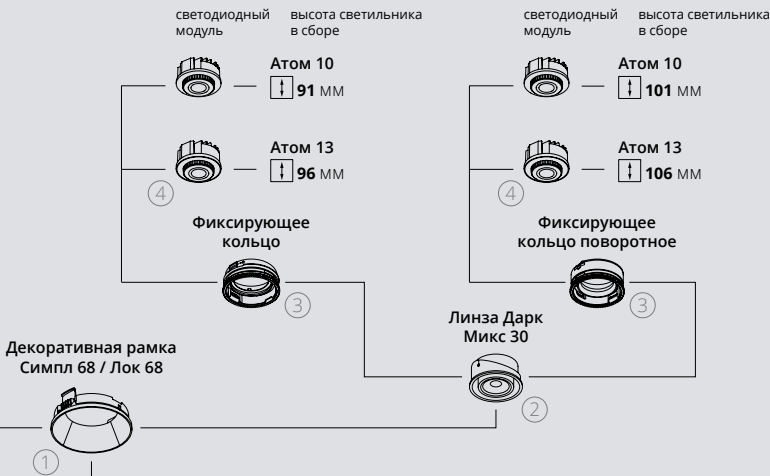 светодиодный
модуль
высота светильника
в сборе
светодиодный
модуль
высота светильника
в сборе
Атом 10
91 ММ
Атом 10
101 ММ
Атом 13
96 ММ
Атом 13
106 ММ
4
4
Фиксирующее
кольцо
Фиксирующее
кольцо поворотное
3
3
Линза Дарк
Микс 30
Декоративная рамка
Симпл 68 / Лок 68
2
1